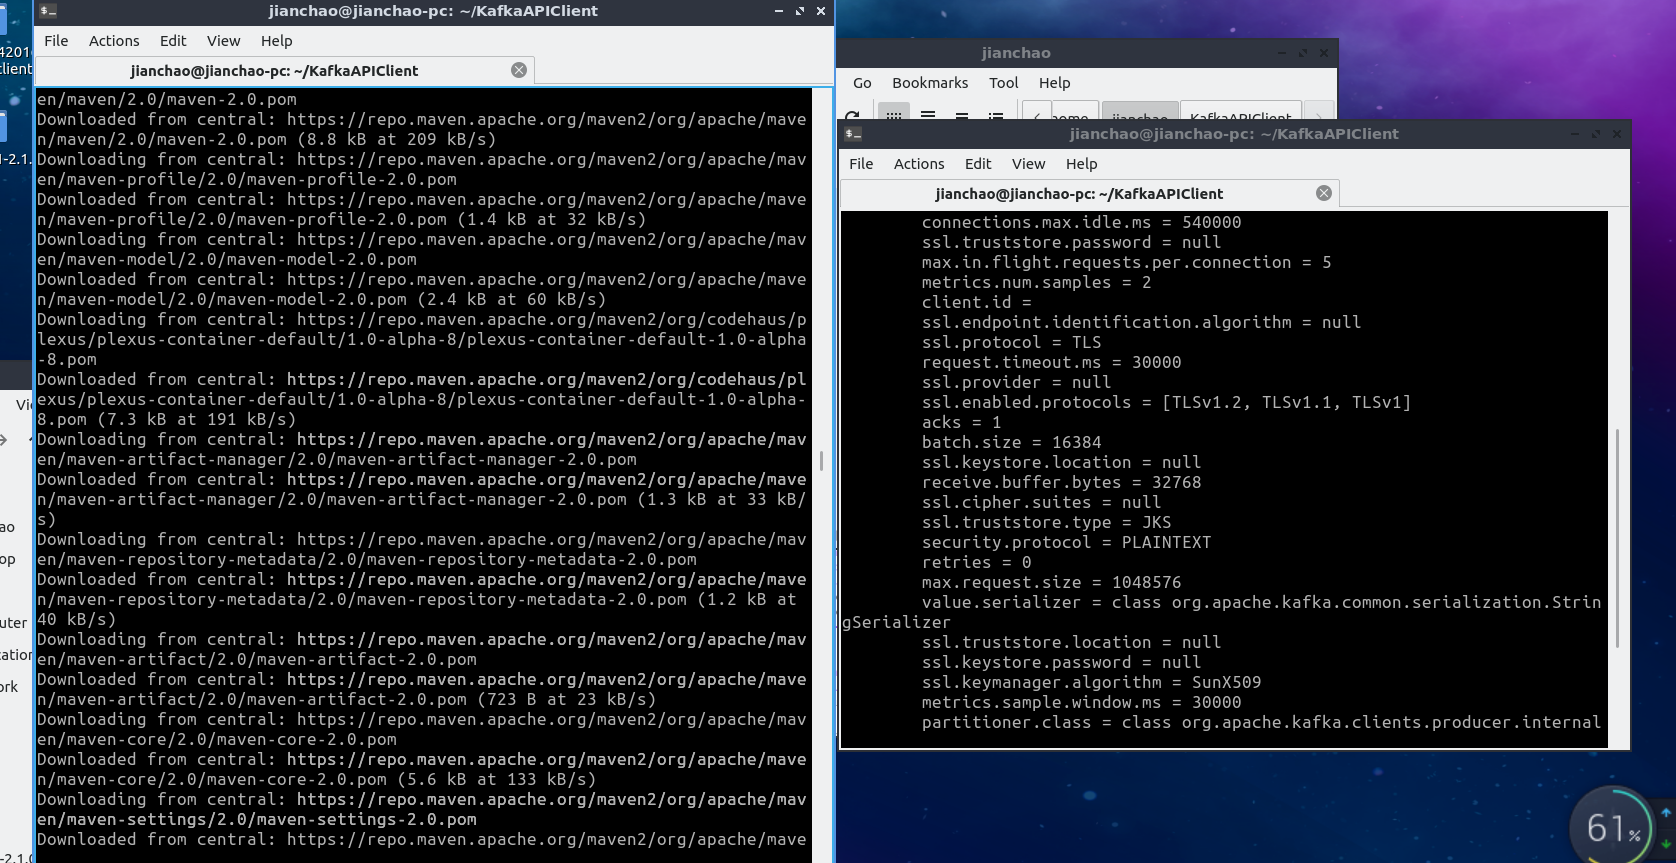 jianchao@jianchao-pc: ~/KafkaAPIClient
File Actions Edit View Help
jianchao@jianchao-pc: ~/KafkaAPIClient
en/maven/2.0/maven-2.0.pom
Downloaded from central: https://repo.maven.apache.org/maven2/org/apache/mave
n/maven/2.0/maven-2.0.pom (8.8 kB at 209 kB/s)
Downloading from central: https://repo.maven.apache.org/maven2/org/apache/mav
en/maven-profile/2.0/maven-profile-2.0.pom
Downloaded from central: https://repo.maven.apache.org/maven2/org/apache/mave
n/maven-profile/2.0/maven-profile-2.0.pom (1.4 kB at 32 kB/s)
Downloading from central: https://repo.maven.apache.org/maven2/org/apache/mav
en/maven-model/2.0/maven-model-2.0.pom
Downloaded from central: https://repo.maven.apache.org/maven2/org/apache/mave
n/maven-model/2.0/maven-model-2.0.pom (2.4 kB at 60 kB/s)
Downloading from central: https://repo.maven.apache.org/maven2/org/codehaus/p
lexus/plexus-container-default/1.0-alpha-8/plexus-container-default-1.0-alpha
-8.pom
Downloaded from central: https://repo.maven.apache.org/maven2/org/codehaus/pl
exus/plexus-container-default/1.0-alpha-8/plexus-container-default-1.0-alpha-
8.pom (7.3 kB at 191 kB/s)
Downloading from central: https://repo.maven.apache.org/maven2/org/apache/mav
en/maven-artifact-manager/2.0/maven-artifact-manager-2.0.pom
Downloaded from central: https://repo.maven.apache.org/maven2/org/apache/mave
n/maven-artifact-manager/2.0/maven-artifact-manager-2.0.pom (1.3 kB at 33 kB/
s)
Downloading from central: https://repo.maven.apache.org/maven2/org/apache/mav
en/maven-repository-metadata/2.0/maven-repository-metadata-2.0.pom
Downloaded from central: https://repo.maven.apache.org/maven2/org/apache/mave
n/maven-repository-metadata/2.0/maven-repository-metadata-2.0.pom (1.2 kB at
40 kB/s)
Downloading from central: https://repo.maven.apache.org/maven2/org/apache/mav
en/maven-artifact/2.0/maven-artifact-2.0.pom
Downloaded from central: https://repo.maven.apache.org/maven2/org/apache/mave
n/maven-artifact/2.0/maven-artifact-2.0.pom (723 B at 23 kB/s)
Downloading from central: https://repo.maven.apache.org/maven2/org/apache/mav
en/maven-core/2.0/maven-core-2.0.pom
Downloaded from central: https://repo.maven.apache.org/maven2/org/apache/mave
n/maven-core/2.0/maven-core-2.0.pom (5.6 kB at 133 kB/s)
Downloading from central: https://repo.maven.apache.org/maven2/org/apache/mav
en/maven-settings/2.0/maven-settings-2.0.pom
Downloaded from central: https://repo.maven.apache.org/maven2/org/apache/mave
jianchao
Go Bookmarks Tool Help
jianchao KafkaAPIClient
jianchao@jianchao-pc: ~/KafkaAPIClient
File Actions Edit View Help
jianchao@jianchao-pc: ~/KafkaAPIClient
connections.max.idle.ms = 540000
ssl.truststore.password = null
max.in.flight.requests.per.connection = 5
metrics.num.samples = 2
client.id =
ssl.endpoint.identification.algorithm = null
ssl.protocol = TLS
request.timeout.ms = 30000
ssl.provider = null
ssl.enabled.protocols = [TLSv1.2, TLSv1.1, TLSv1]
acks = 1
batch.size = 16384
ssl.keystore.location = null
receive.buffer.bytes = 32768
ssl.cipher.suites = null
ssl.truststore.type = JKS
security.protocol = PLAINTEXT
retries = 0
max.request.size = 1048576
value.serializer = class org.apache.kafka.common.serialization.Strin
gSerializer
ssl.truststore.location = null
ssl.keystore.password = null
ssl.keymanager.algorithm = SunX509
metrics.sample.window.ms = 30000
partitioner.class = class org.apache.kafka.clients.producer.internal
61%